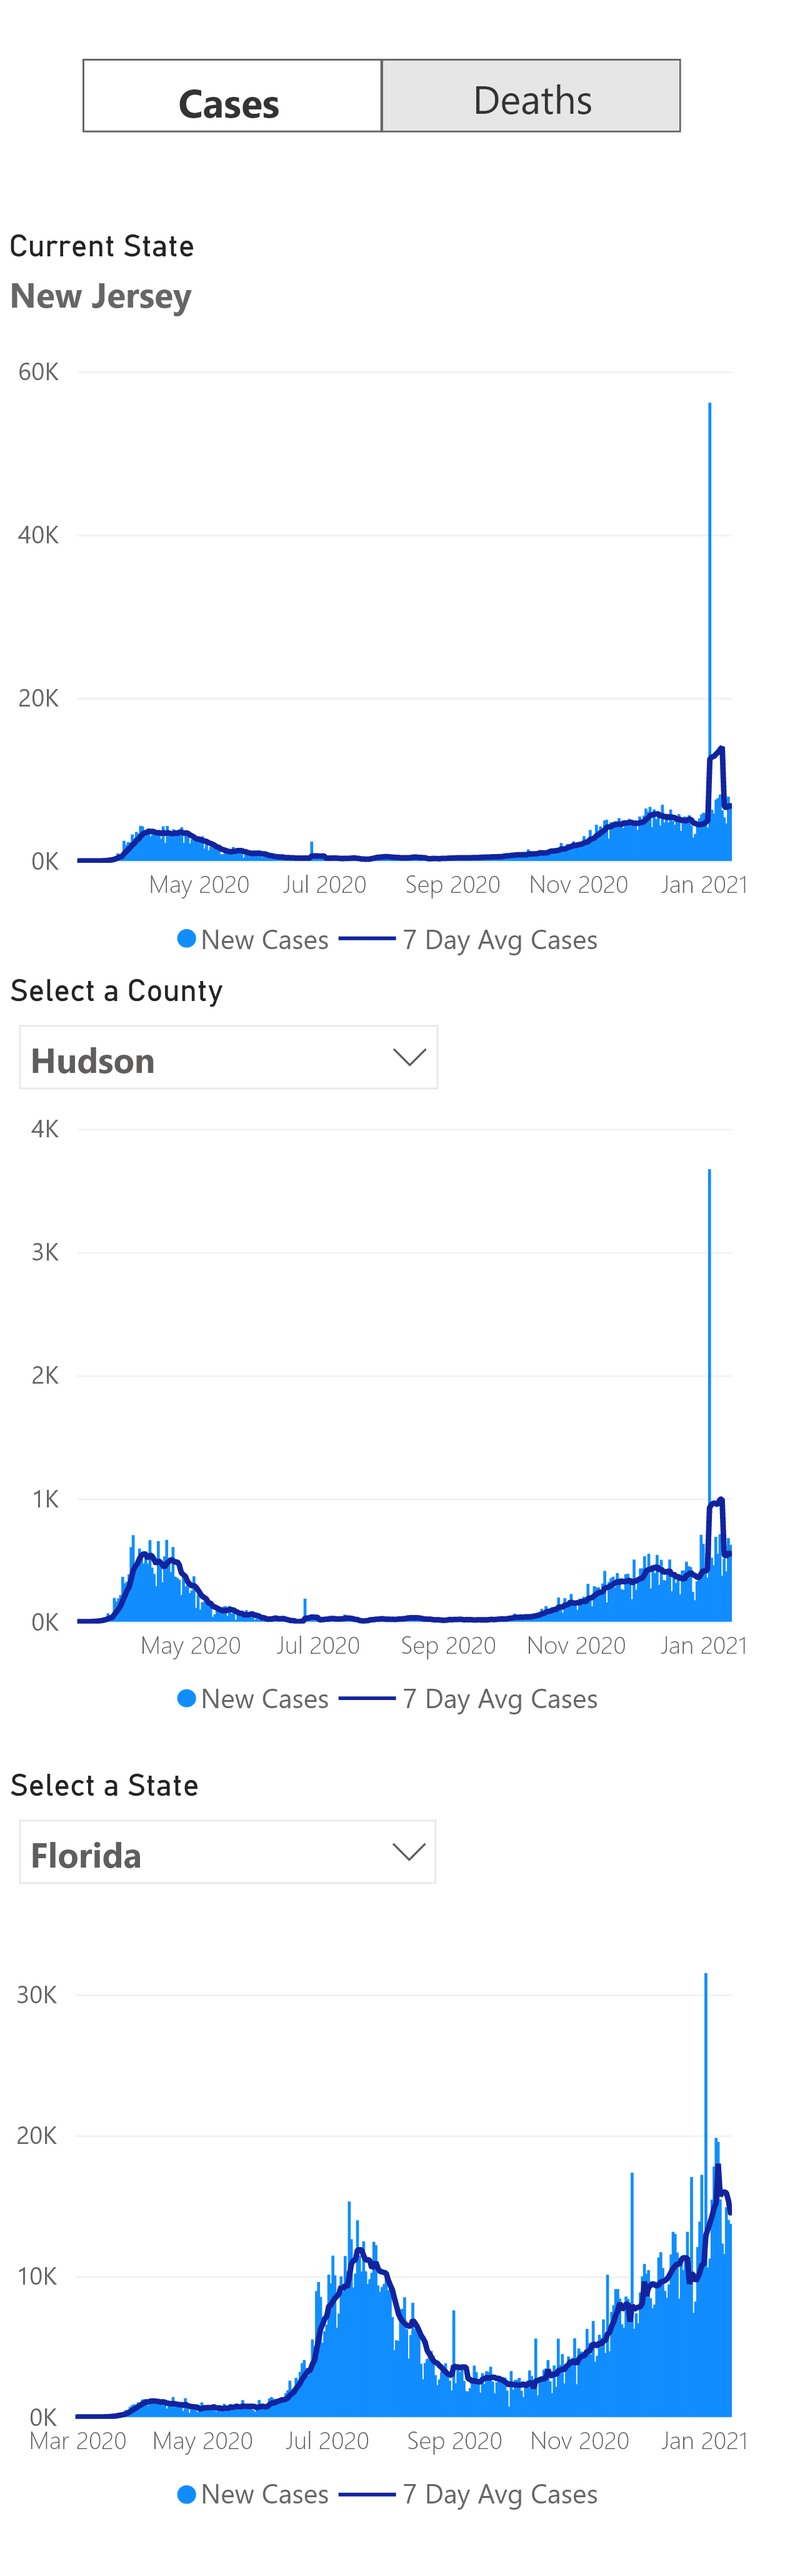 Cases Deaths
Current State
New Jersey
60K
40K
20K
0K
May 2020 Jul 2020 Sep 2020 Nov 2020 Jan 2021
New Cases 7 Day Avg Cases
Select a County
Hudson
4K
3K
2K
1K
0K
May 2020 Jul 2020 Sep 2020 Nov 2020 Jan 2021
New Cases 7 Day Avg Cases
Select a State
Florida
30K
20K
10K
0K
Mar 2020 May 2020 Jul 2020 Sep 2020 Nov 2020 Jan 2021
New Cases 7 Day Avg Cases